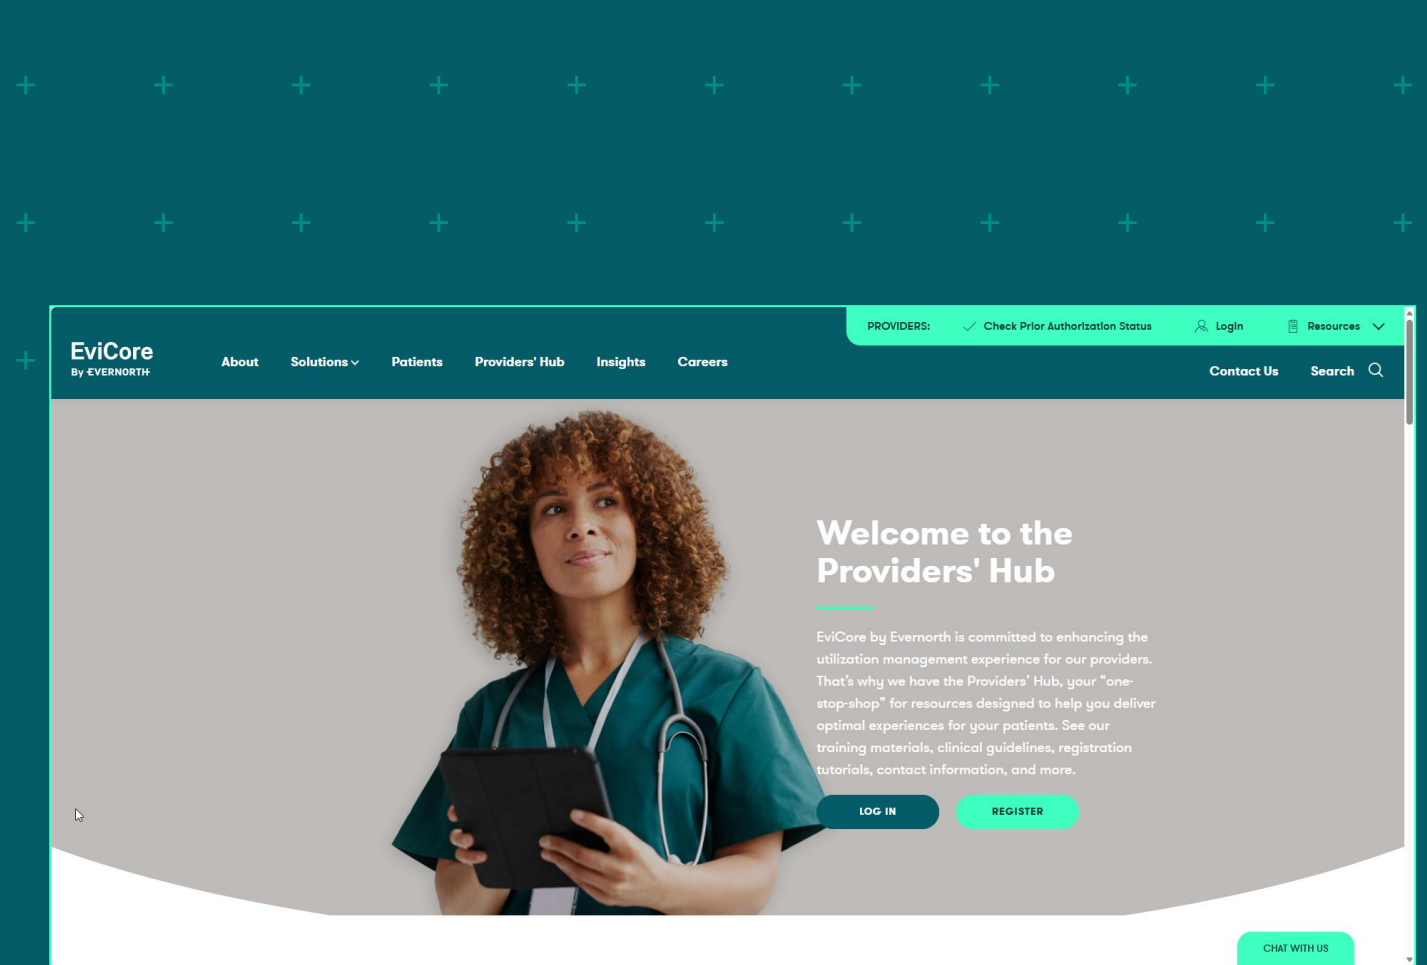 PROVIDERS: Check Prior Authorization Status Login Resources
EviCore
By EVERNORTH
About Solutions Patients Providers' Hub Insights Careers
Contact Us Search
Welcome to the
Providers' Hub
EviCore by Evernorth is committed to enhancing the
utilization management experience for our providers.
That's why we have the Providers' Hub, your “one-
stop-shop” for resources designed to help you deliver
optimal experiences for your patients. See our
training materials, clinical guidelines, registration
tutorials, contact information, and more.
LOG IN REGISTER
CHAT WITH US